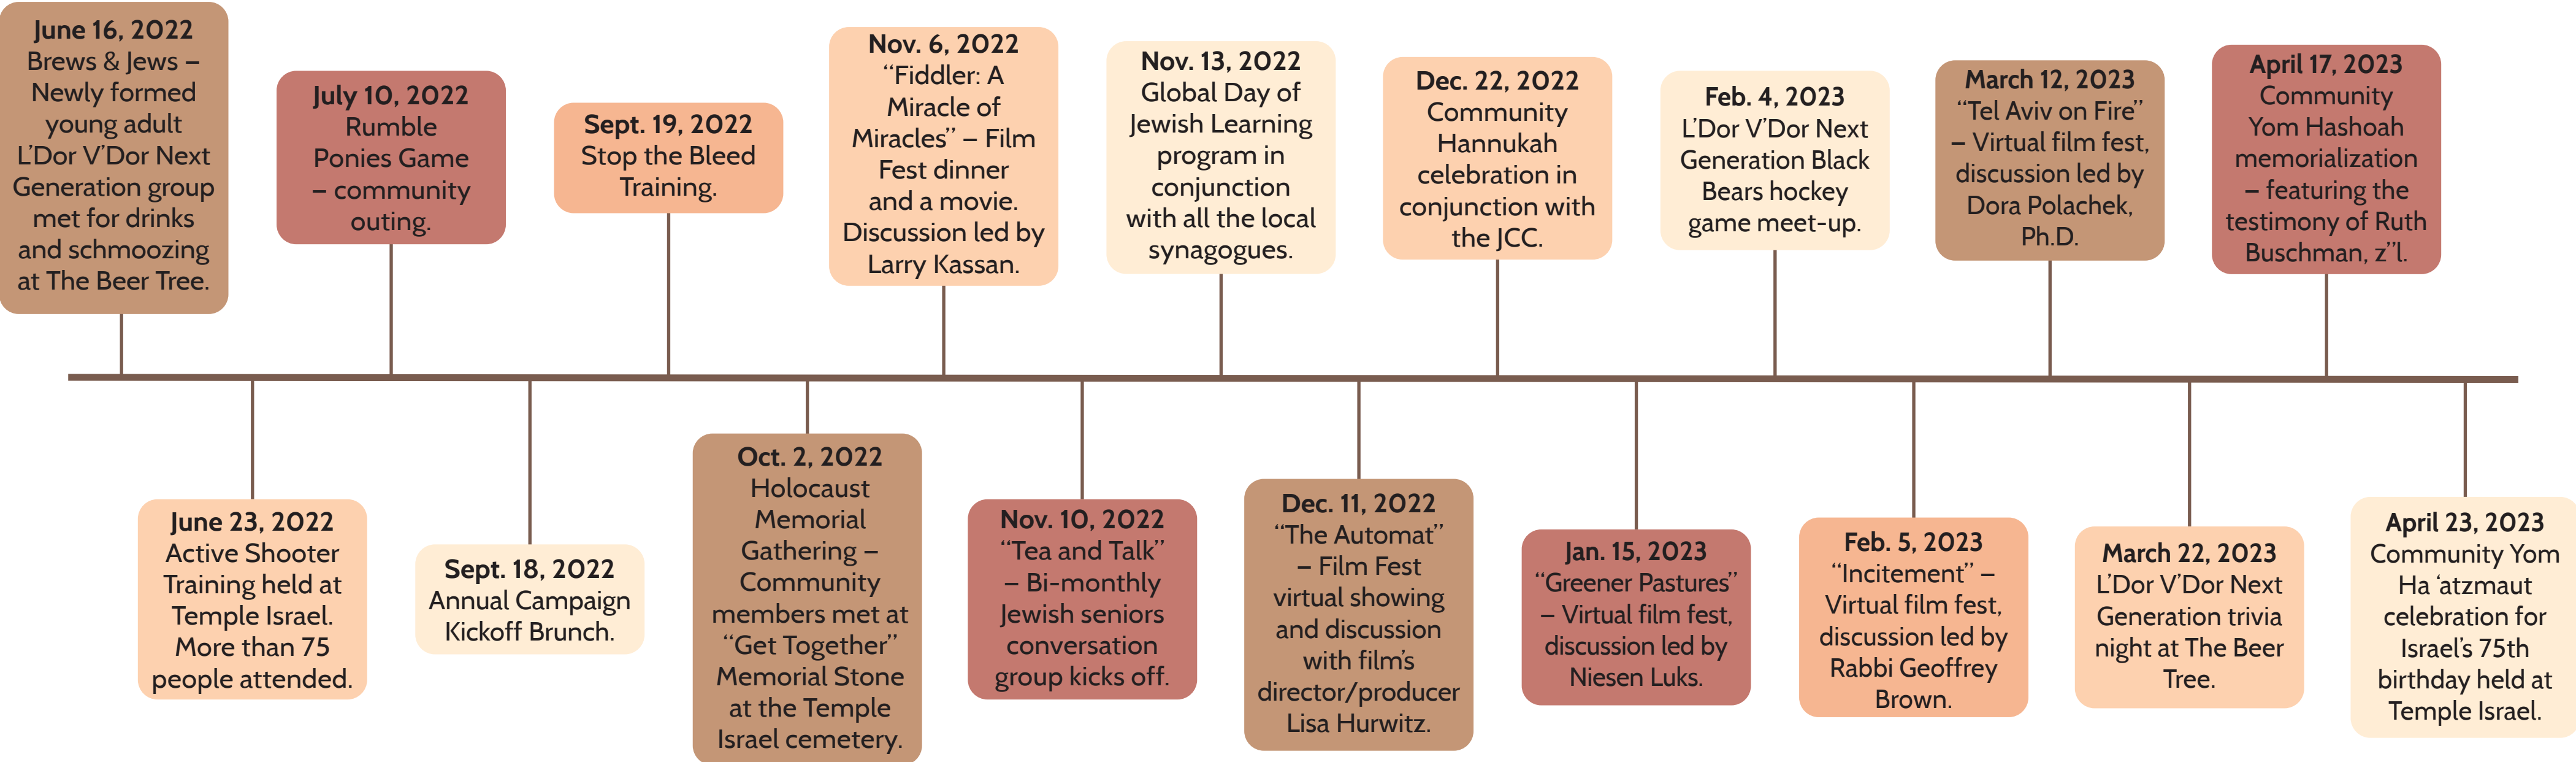 June 16, 2022
Brews & Jews –
Newly formed
young adult
L’Dor V’Dor Next
Generation group
met for drinks
and schmoozing
at The Beer Tree.
June 23, 2022
Active Shooter
Training held at
Temple Israel.
More than 75
people attended.
July 10, 2022
Rumble
Ponies Game
– community
outing.
Sept. 18, 2022
Annual Campaign
Kickoff Brunch.
Sept. 19, 2022
Stop the Bleed
Training.
Oct. 2, 2022
Holocaust
Memorial
Gathering –
Community
members met at
“Get Together”
Memorial Stone
at the Temple
Israel cemetery.
Nov. 6, 2022
“Fiddler: A
Miracle of
Miracles” – Film
Fest dinner
and a movie.
Discussion led by
Larry Kassan.
Nov. 10, 2022
“Tea and Talk”
– Bi-monthly
Jewish seniors
conversation
group kicks off.
Nov. 13, 2022
Global Day of
Jewish Learning
program in
conjunction
with all the local
synagogues.
Dec. 11, 2022
“The Automat”
– Film Fest
virtual showing
and discussion
with film’s
director/producer
Lisa Hurwitz.
Dec. 22, 2022
Community
Hannukah
celebration in
conjunction with
the JCC.
Jan. 15, 2023
“Greener Pastures”
– Virtual film fest,
discussion led by
Niesen Luks.
Feb. 4, 2023
L’Dor V’Dor Next
Generation Black
Bears hockey
game meet-up.
Feb. 5, 2023
“Incitement” –
Virtual film fest,
discussion led by
Rabbi Geoffrey
Brown.
March 12, 2023
“Tel Aviv on Fire”
– Virtual film fest,
discussion led by
Dora Polachek,
Ph.D.
March 22, 2023
L’Dor V’Dor Next
Generation trivia
night at The Beer
Tree.
April 17, 2023
Community
Yom Hashoah
memorialization
– featuring the
testimony of Ruth
Buschman, z”l.
April 23, 2023
Community Yom
Ha ‘atzmaut
celebration for
Israel’s 75th
birthday held at
Temple Israel.